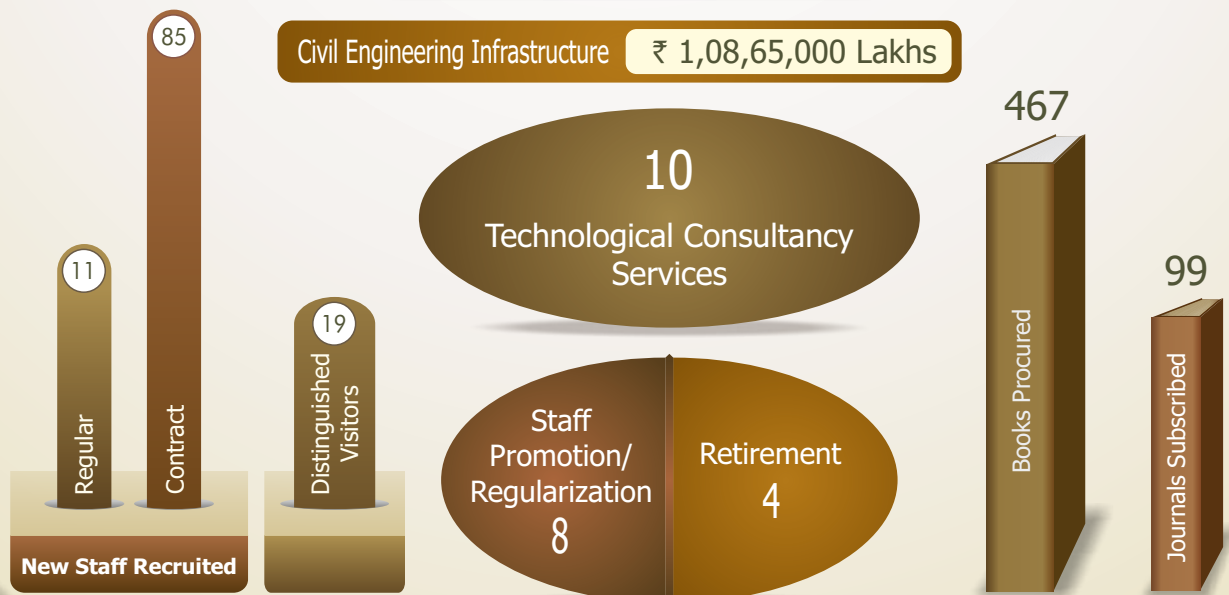 Civil Engineering Infrastructure ₹ 1,08,65,000 Lakhs
85
Contract
11
Regular
New Staff Recruited
19
Distinguished
Visitors
10
Technological Consultancy
Services
Staff
Promotion/
Regularization
8
Retirement
4
467
Books Procured
99
Journals Subscribed